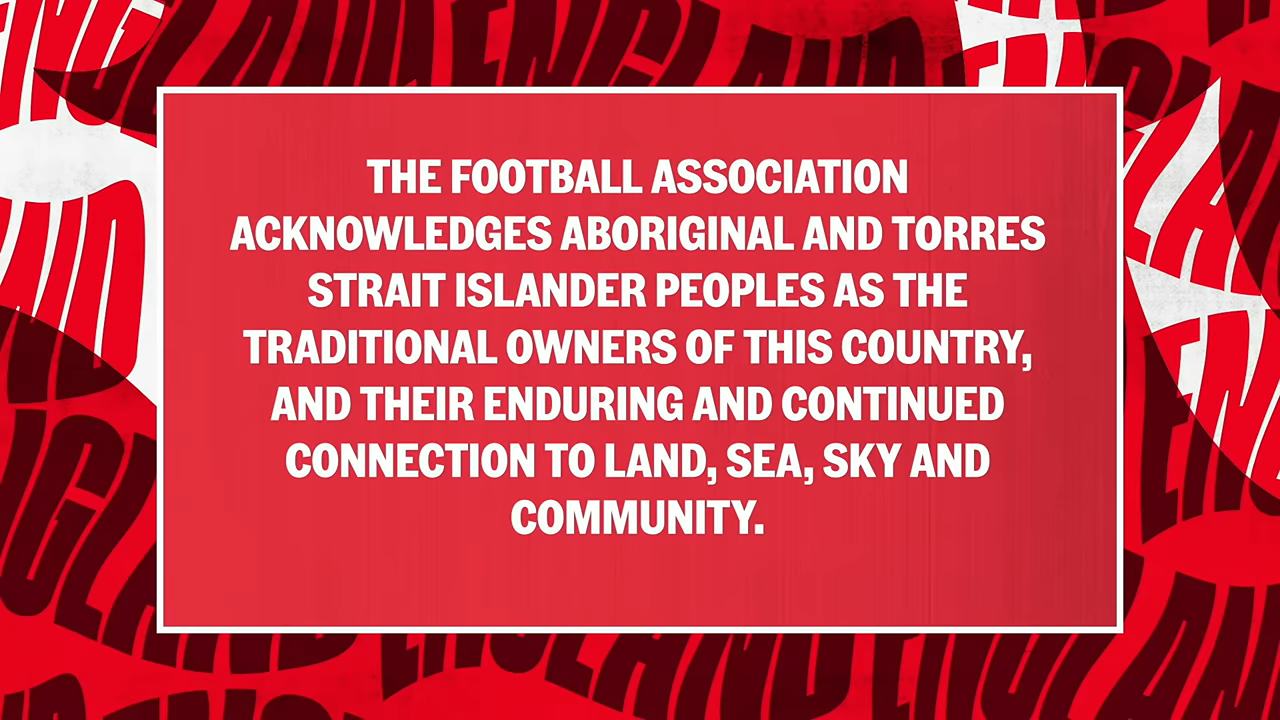 THE FOOTBALL ASSOCIATION
ACKNOWLEDGES ABORIGINAL AND TORRES
STRAIT ISLANDER PEOPLES AS THE
TRADITIONAL OWNERS OF THIS COUNTRY,
AND THEIR ENDURING AND CONTINUED
CONNECTION TO LAND, SEA, SKY AND
COMMUNITY.